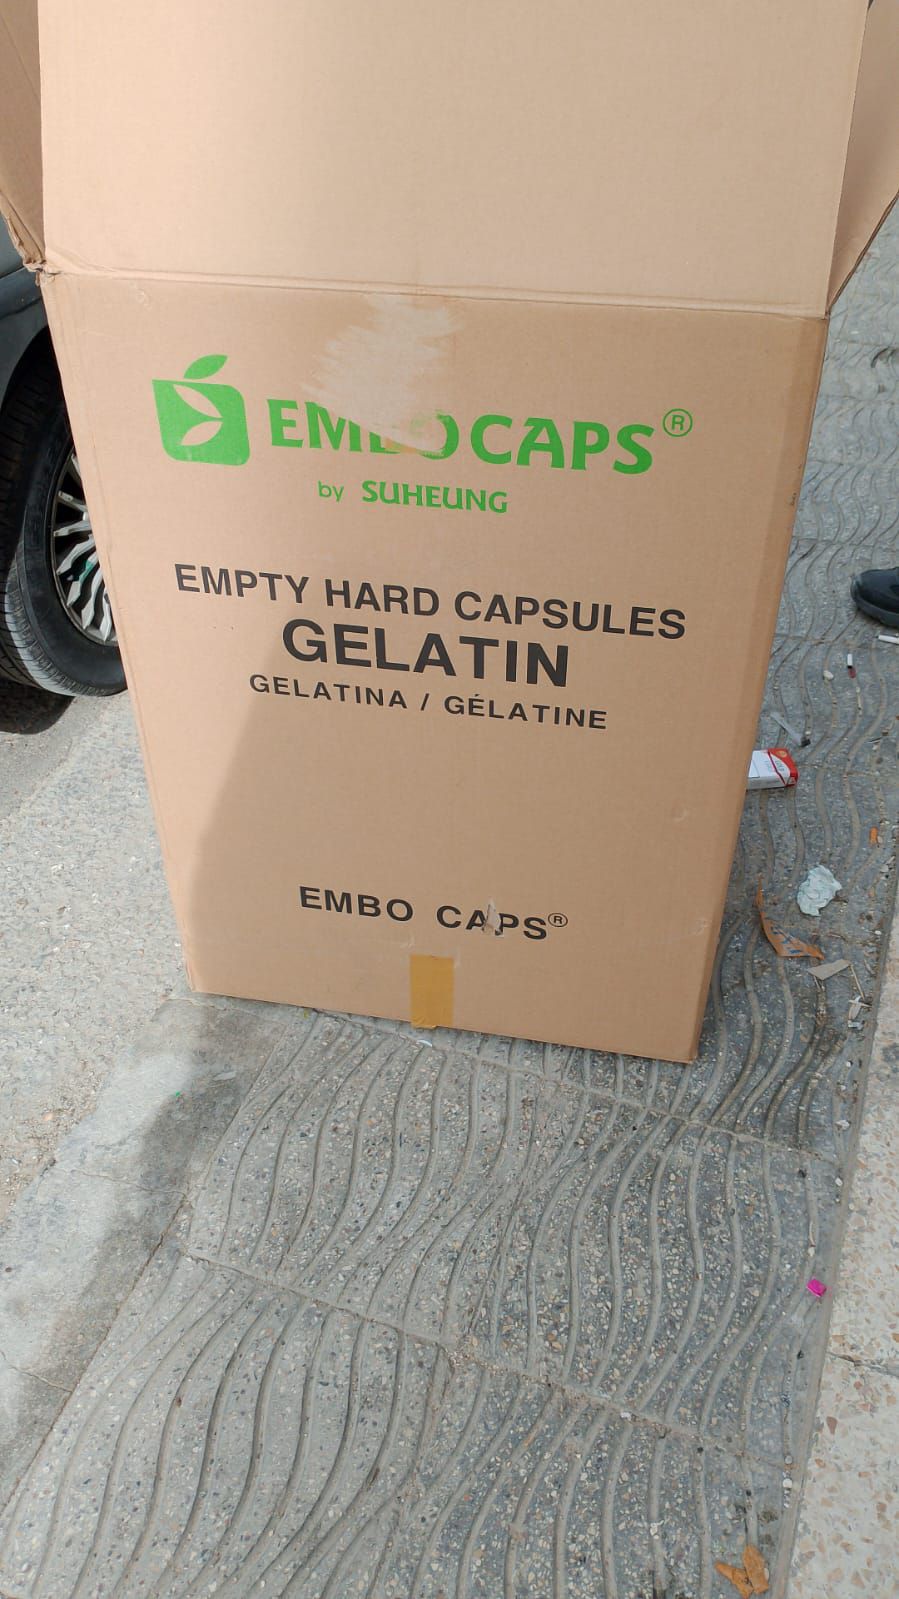 EMBOCAPS®
by SUHEUNG
EMPTY HARD CAPSULES
GELATIN
GELATINA / GÉLATINE
EMBO CAPS®